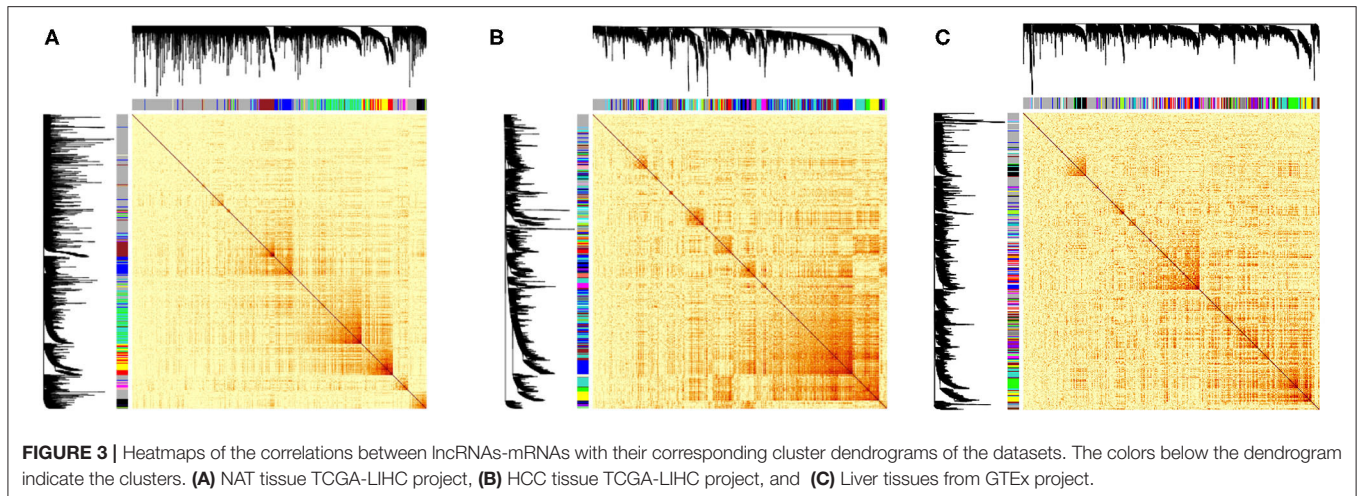 A
B
C
FIGURE 3 | Heatmaps of the correlations between lncRNAs-mRNAs with their corresponding cluster dendrograms of the datasets. The colors below the dendrogram
indicate the clusters. (A) NAT tissue TCGA-LIHC project, (B) HCC tissue TCGA-LIHC project, and (C) Liver tissues from GTEx project.